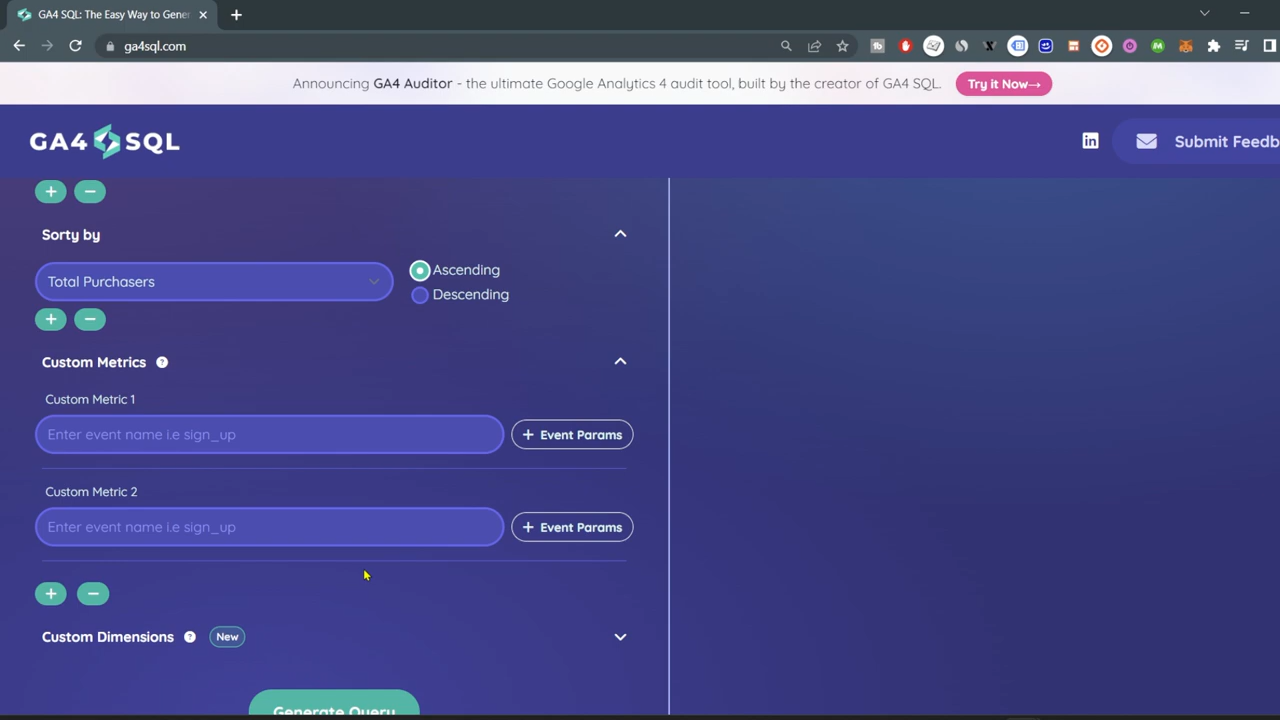 GA4 SQL: The Easy Way to Gener
ga4sql.com
Announcing GA4 Auditor - the ultimate Google Analytics 4 audit tool, built by the creator of GA4 SQL. Try it Now→
GA4 SQL
Submit Feedb
Sorty by
Total Purchasers
Ascending
Descending
Custom Metrics ?
Custom Metric 1
Enter event name i.e sign_up
+ Event Params
Custom Metric 2
Enter event name i.e sign_up
+ Event Params
Custom Dimensions ? New
Generate Query